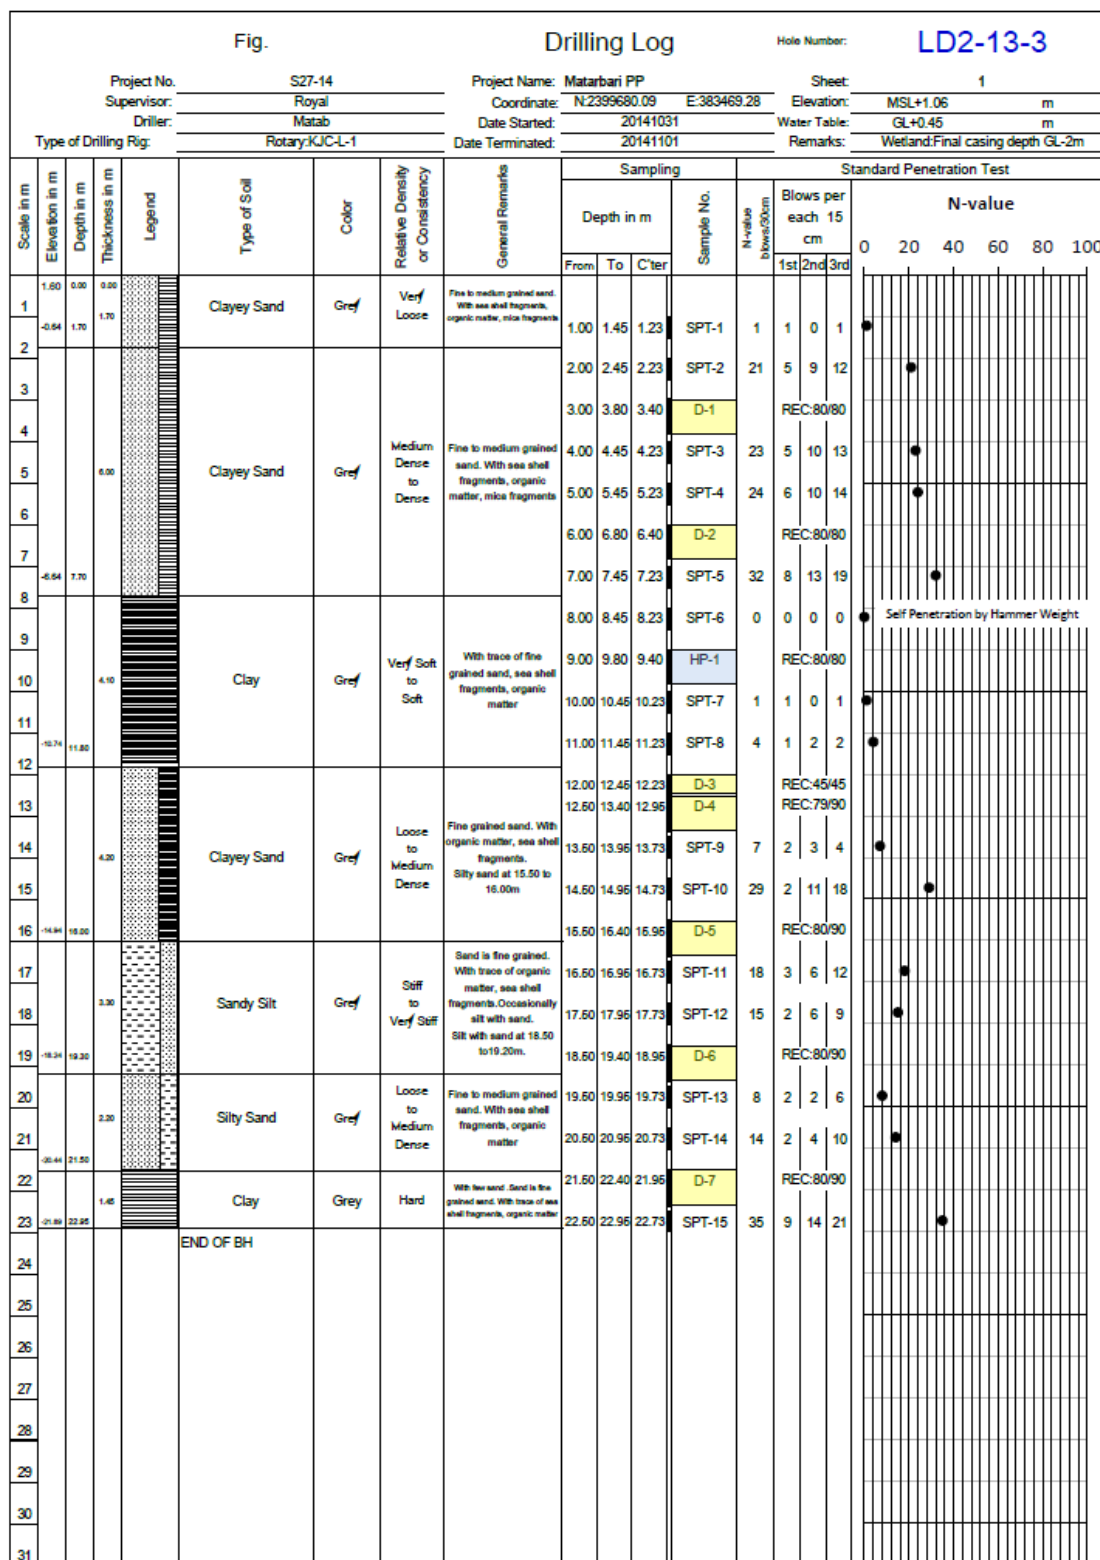 Fig. Drilling Log Hole Number: LD2-13-3
Project No. S27-14 Project Name: Matarbari PP Sheet: 1
Supervisor: Royal Coordinate: N:2399680.09 E:383469.28 Elevation: MSL+1.06 m
Driller: Matab Date Started: 20141031 Water Table: GL+0.45 m
Type of Drilling Rig: Rotary:KJC-L-1 Date Terminated: 20141101 Remarks: Wetland:Final casing depth GL-2m
Scale in m
Elevation in m
Depth in m
Thickness in m
Legend
Type of Soil
Color
Relative Density
or Consistency
General Remarks
Sampling
Depth in m
From To C'ter
Sample No.
Standard Penetration Test
N-value
blows/30cm
Blows per
each 15
cm
1st 2nd 3rd
N-value
0 20 40 60 80 100
1.60 0.00 0.00
1.70
-0.64 1.70
Clayey Sand
Grey
Very
Loose
Fine to medium grained sand.
With sea shell fragments,
organic matter, mica fragments
6.00
-6.64 7.70
Clayey Sand
Grey
Medium
Dense
to
Dense
Fine to medium grained
sand. With sea shell
fragments, organic
matter, mica fragments
4.10
-10.74 11.80
Clay
Grey
Very Soft
to
Soft
With trace of fine
grained sand, sea shell
fragments, organic
matter
4.20
-14.94 16.00
Clayey Sand
Grey
Loose
to
Medium
Dense
Fine grained sand. With
organic matter, sea shell
fragments.
Silty sand at 15.50 to
16.00m
3.30
-18.24 19.30
Sandy Silt
Grey
Stiff
to
Very Stiff
Sand is fine grained.
With trace of organic
matter, sea shell
fragments.Occasionally
silt with sand.
Silt with sand at 18.50
to19.20m.
2.20
-20.44 21.50
Silty Sand
Grey
Loose
to
Medium
Dense
Fine to medium grained
sand. With sea shell
fragments, organic
matter
1.45
-21.89 22.95
Clay
Grey
Hard
With few sand .Sand is fine
grained sand. With trace of sea
shell fragments, organic matter
END OF BH
1.00 1.45 1.23 SPT-1 1 1 0 1
2.00 2.45 2.23 SPT-2 21 5 9 12
3.00 3.80 3.40 D-1 REC:80/80
4.00 4.45 4.23 SPT-3 23 5 10 13
5.00 5.45 5.23 SPT-4 24 6 10 14
6.00 6.80 6.40 D-2 REC:80/80
7.00 7.45 7.23 SPT-5 32 8 13 19
8.00 8.45 8.23 SPT-6 0 0 0 0 Self Penetration by Hammer Weight
9.00 9.80 9.40 HP-1 REC:80/80
10.00 10.45 10.23 SPT-7 1 1 0 1
11.00 11.45 11.23 SPT-8 4 1 2 2
12.00 12.45 12.23 D-3 REC:45/45
12.50 13.40 12.95 D-4 REC:79/90
13.50 13.95 13.73 SPT-9 7 2 3 4
14.50 14.95 14.73 SPT-10 29 2 11 18
15.50 16.40 15.95 D-5 REC:80/90
16.50 16.95 16.73 SPT-11 18 3 6 12
17.50 17.95 17.73 SPT-12 15 2 6 9
18.50 19.40 18.95 D-6 REC:80/90
19.50 19.95 19.73 SPT-13 8 2 2 6
20.50 20.95 20.73 SPT-14 14 2 4 10
21.50 22.40 21.95 D-7 REC:80/90
22.50 22.95 22.73 SPT-15 35 9 14 21
1
2
3
4
5
6
7
8
9
10
11
12
13
14
15
16
17
18
19
20
21
22
23
24
25
26
27
28
29
30
31